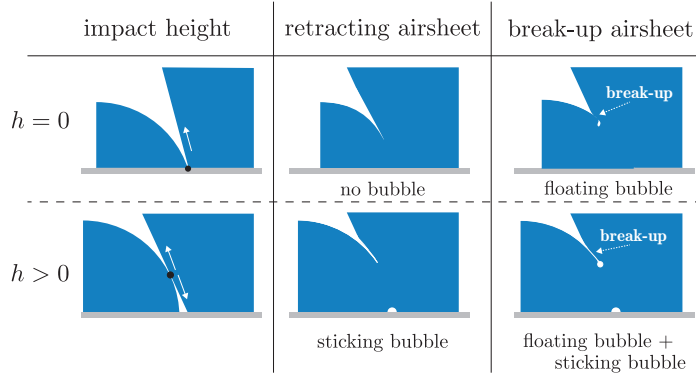 impact height
retracting airsheet
break-up airsheet
h = 0
break-up
no bubble
floating bubble
h > 0
break-up
sticking bubble
floating bubble +
sticking bubble